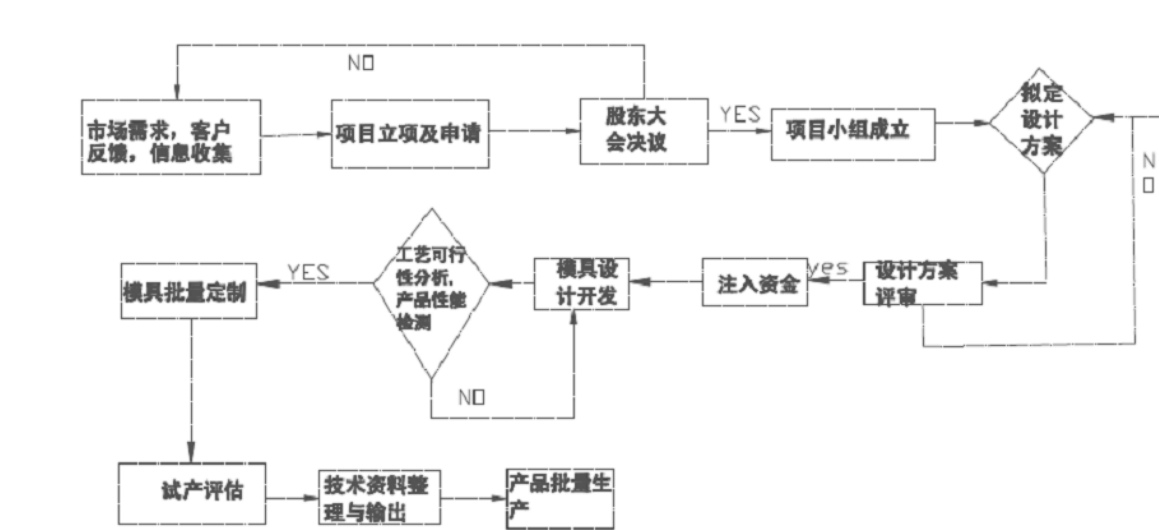 NO
市场需求，客户
反馈，信息收集
项目立项及申请
股东大
会决议
YES
项目小组成立
拟定
设计
方案
NO
设计方案
评审
yes
注入资金
模具设
计开发
工艺可行
性分析,
产品性能
检测
NO
YES
模具批量定制
试产评估
技术资料整
理与输出
产品批量生
产